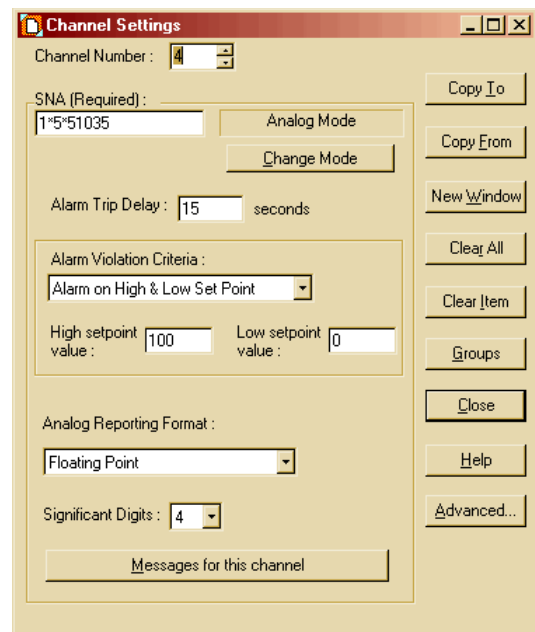 Channel Settings
Channel Number : 4
Copy To
SNA (Required) :
1*5*51035
Analog Mode
Copy From
Change Mode
New Window
Alarm Trip Delay : 15 seconds
Clear All
Alarm Violation Criteria :
Alarm on High & Low Set Point
Clear Item
High setpoint value : 100
Low setpoint value : 0
Groups
Close
Analog Reporting Format :
Floating Point
Help
Significant Digits : 4
Advanced...
Messages for this channel